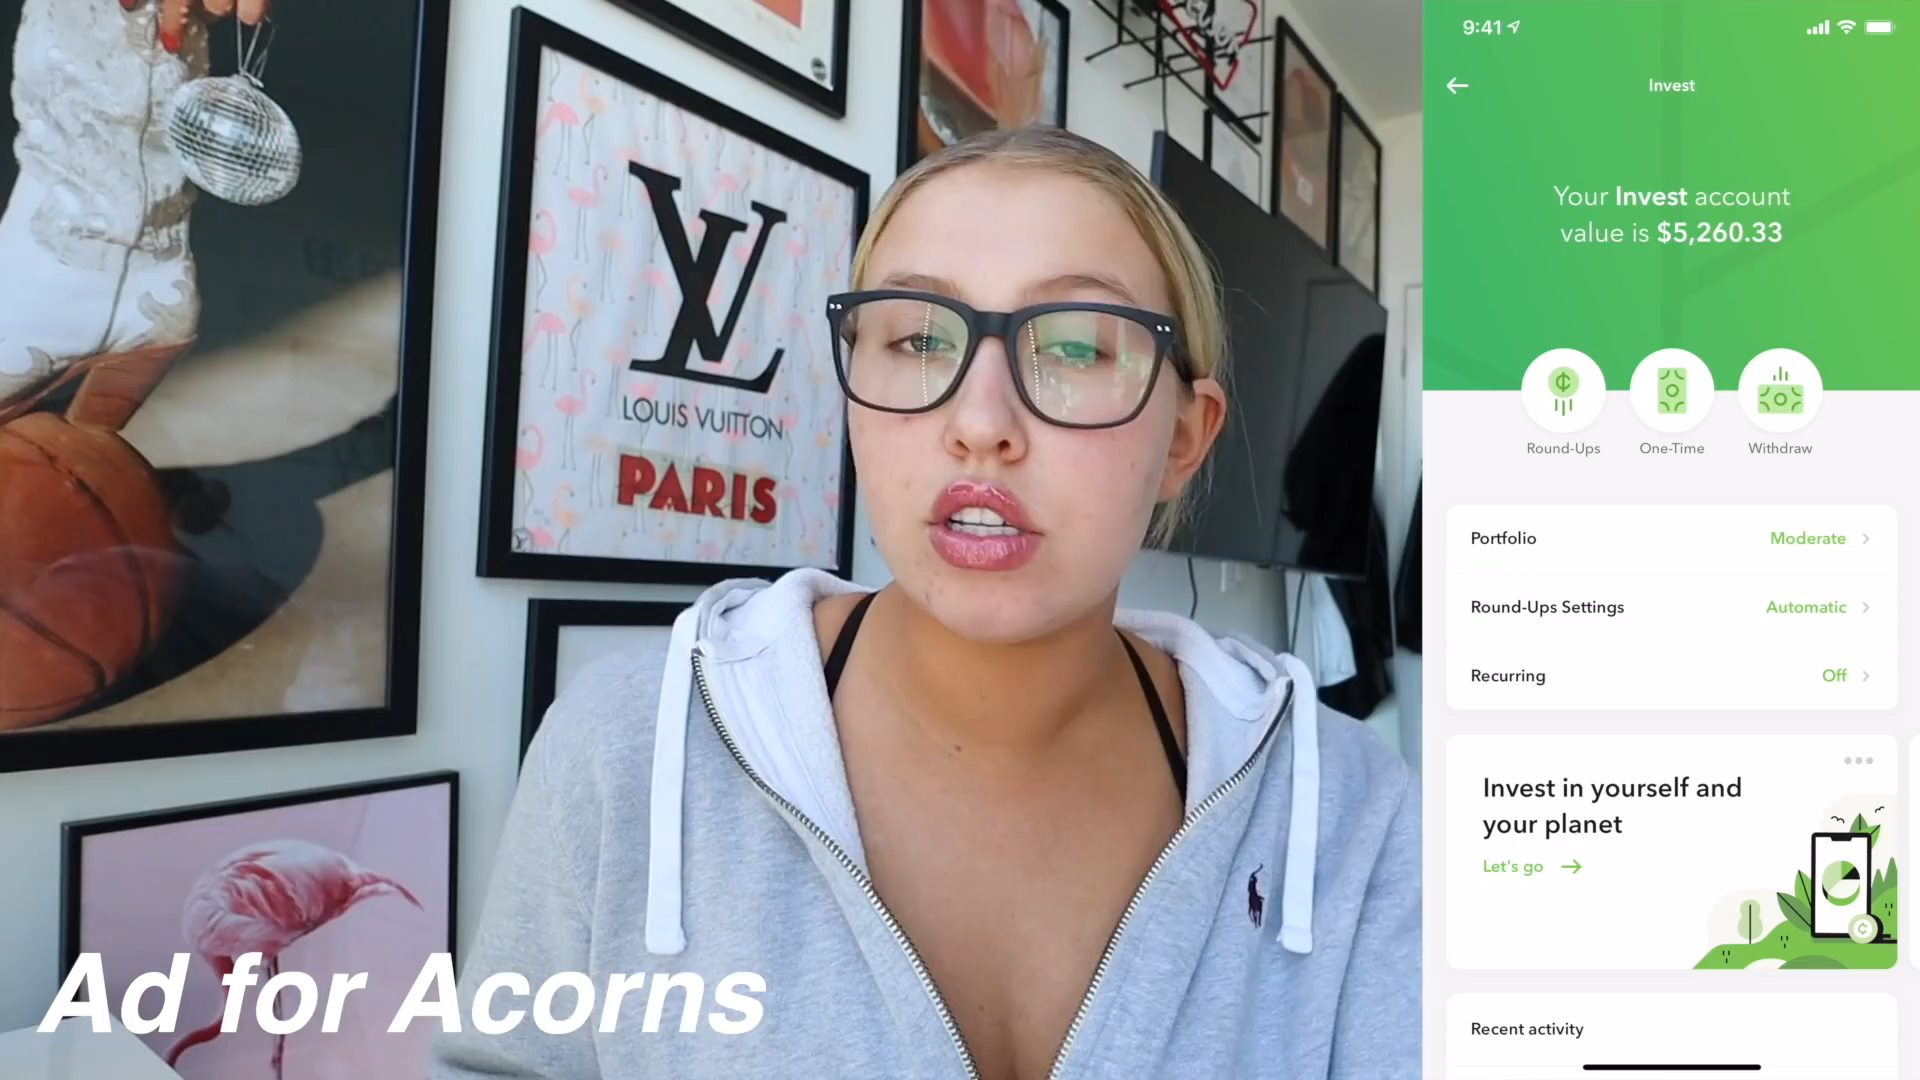 LOUIS VUITTON
PARIS
Ad for Acorns
9:41
Invest
Your Invest account
value is $5,260.33
Round-Ups
One-Time
Withdraw
Portfolio
Moderate
Round-Ups Settings
Automatic
Recurring
Off
Invest in yourself and
your planet
Let's go
Recent activity